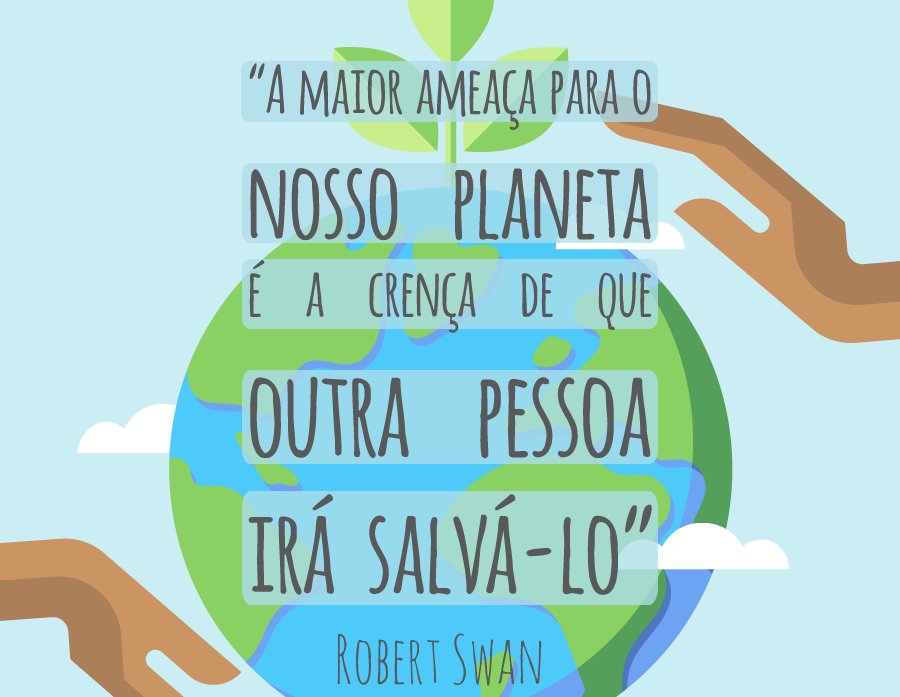 “A MAIOR AMEAÇA PARA O
NOSSO PLANETA
É A CRENÇA DE QUE
OUTRA PESSOA
IRÁ SALVÁ-LO”
ROBERT SWAN